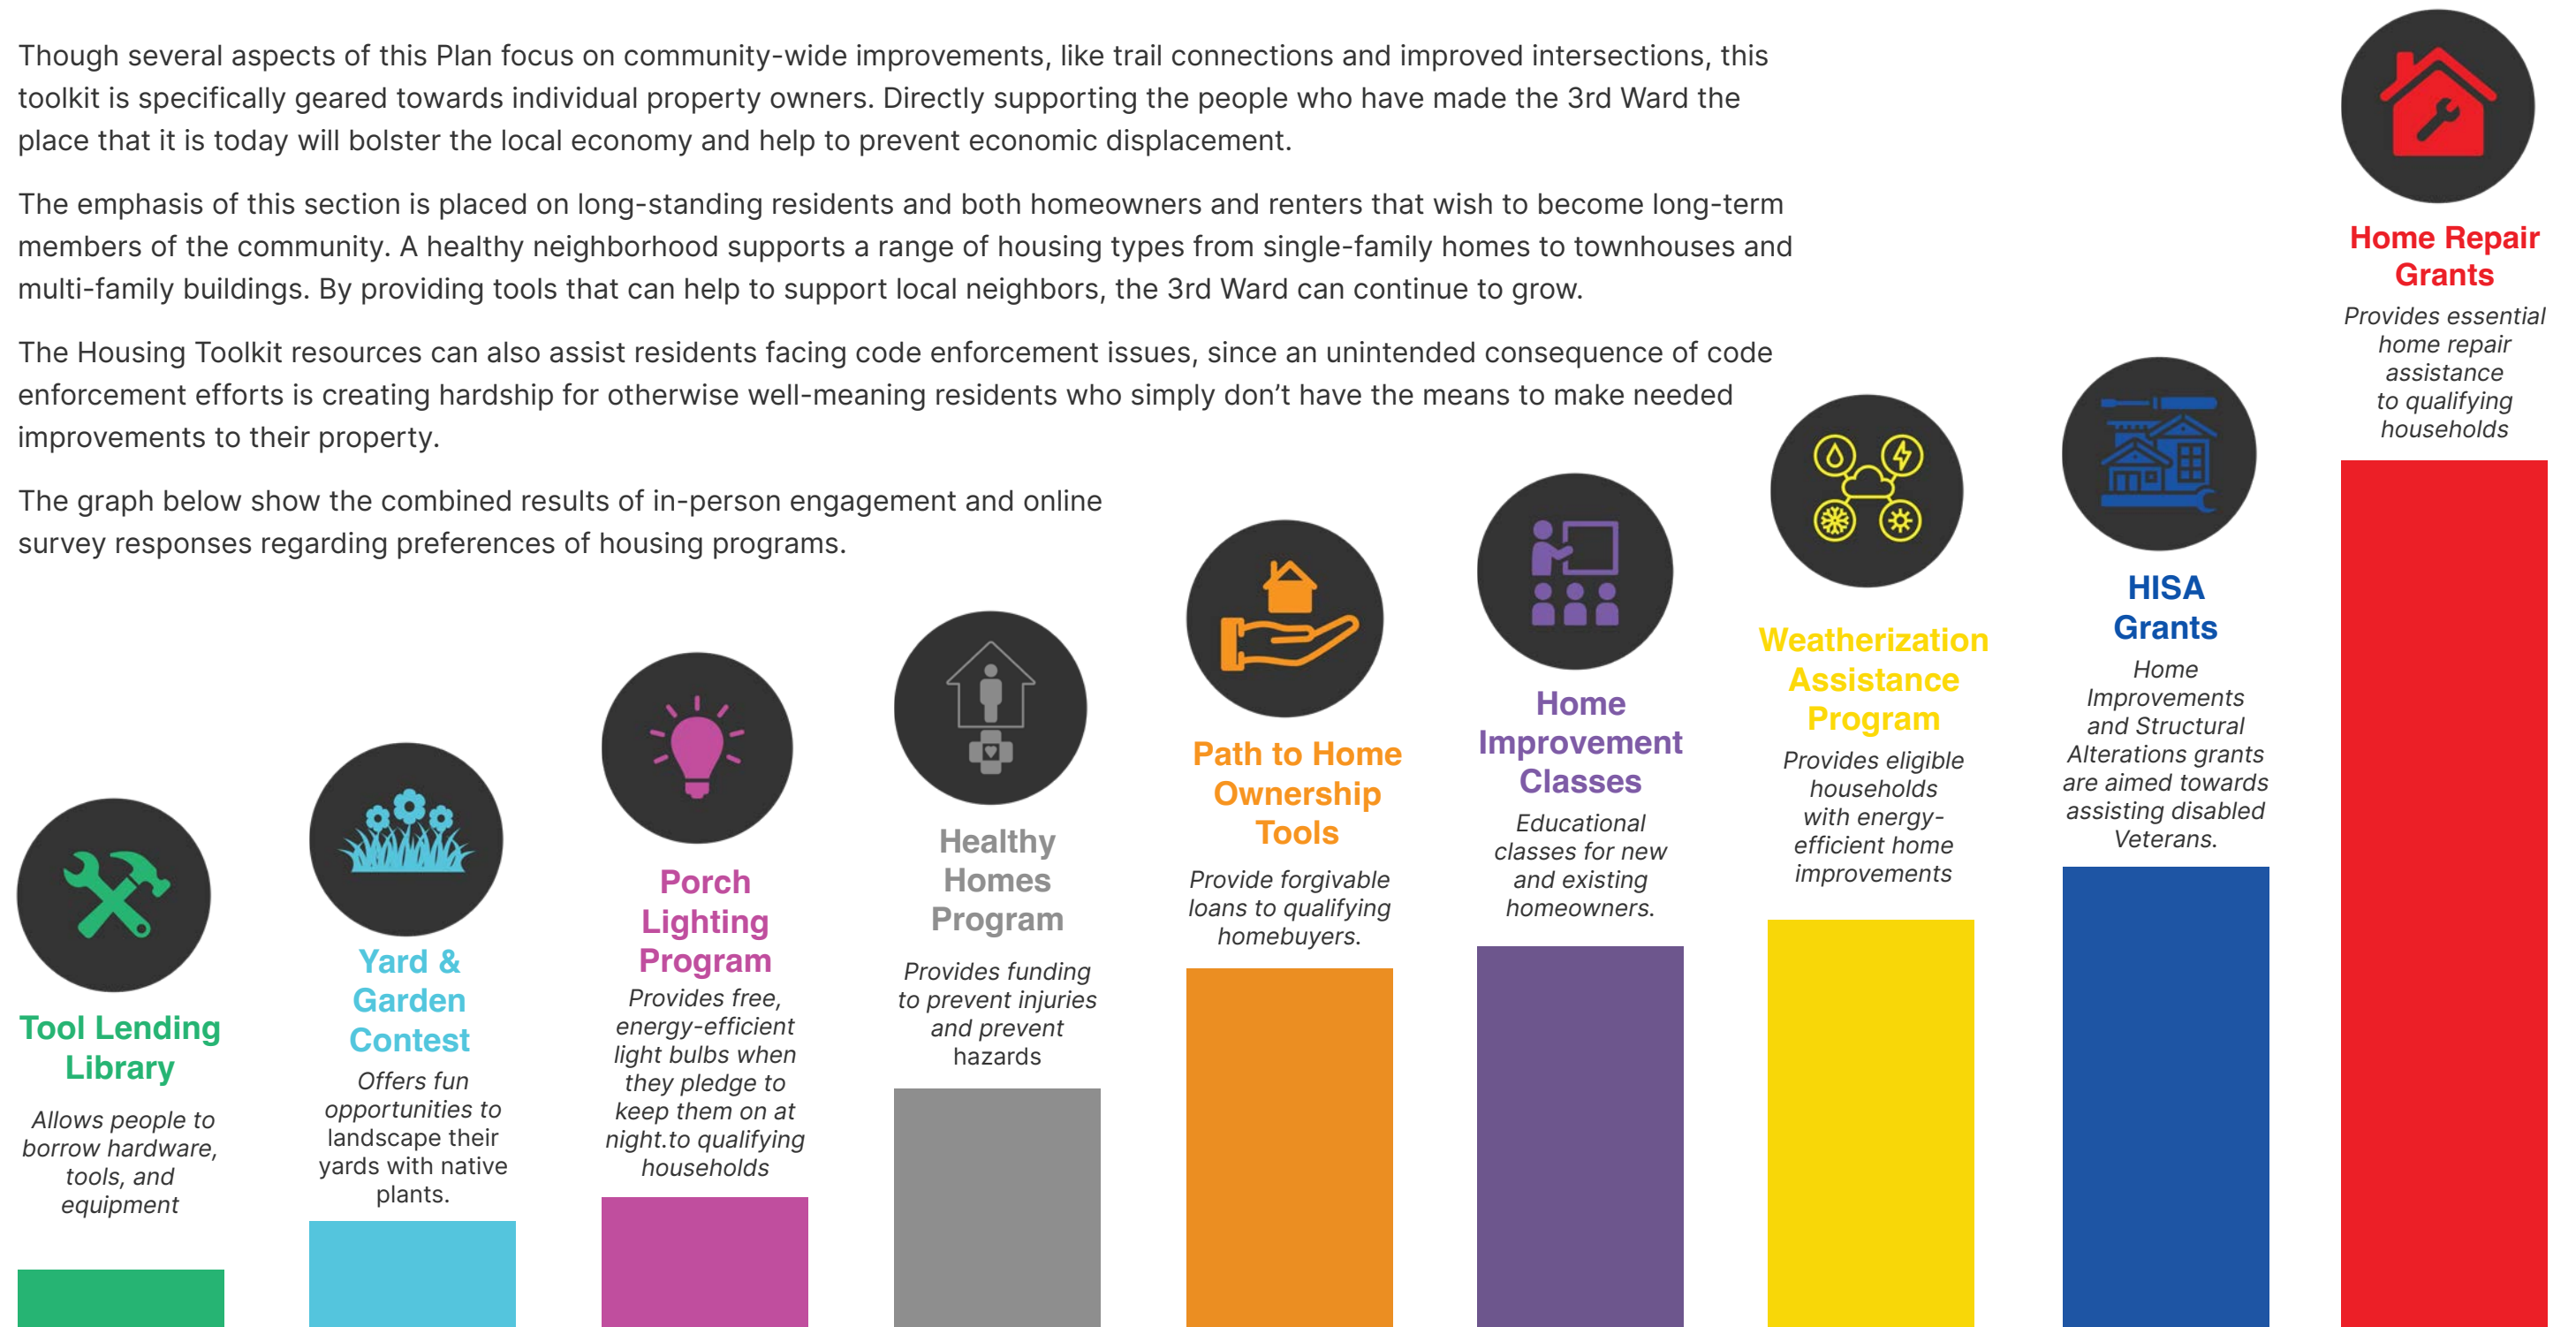 Though several aspects of this Plan focus on community-wide improvements, like trail connections and improved intersections, this
toolkit is specifically geared towards individual property owners. Directly supporting the people who have made the 3rd Ward the
place that it is today will bolster the local economy and help to prevent economic displacement.
The emphasis of this section is placed on long-standing residents and both homeowners and renters that wish to become long-term
members of the community. A healthy neighborhood supports a range of housing types from single-family homes to townhouses and
multi-family buildings. By providing tools that can help to support local neighbors, the 3rd Ward can continue to grow.
The Housing Toolkit resources can also assist residents facing code enforcement issues, since an unintended consequence of code
enforcement efforts is creating hardship for otherwise well-meaning residents who simply don’t have the means to make needed
improvements to their property.
The graph below show the combined results of in-person engagement and online
survey responses regarding preferences of housing programs.
Tool Lending
Library
Allows people to
borrow hardware,
tools, and
equipment
Yard &
Garden
Contest
Offers fun
opportunities to
landscape their
yards with native
plants.
Porch
Lighting
Program
Provides free,
energy-efficient
light bulbs when
they pledge to
keep them on at
night.to qualifying
households
Healthy
Homes
Program
Provides funding
to prevent injuries
and prevent
hazards
Path to Home
Ownership
Tools
Provide forgivable
loans to qualifying
homebuyers.
Home
Improvement
Classes
Educational
classes for new
and existing
homeowners.
Weatherization
Assistance
Program
Provides eligible
households
with energy-
efficient home
improvements
HISA
Grants
Home
Improvements
and Structural
Alterations grants
are aimed towards
assisting disabled
Veterans.
Home Repair
Grants
Provides essential
home repair
assistance
to qualifying
households